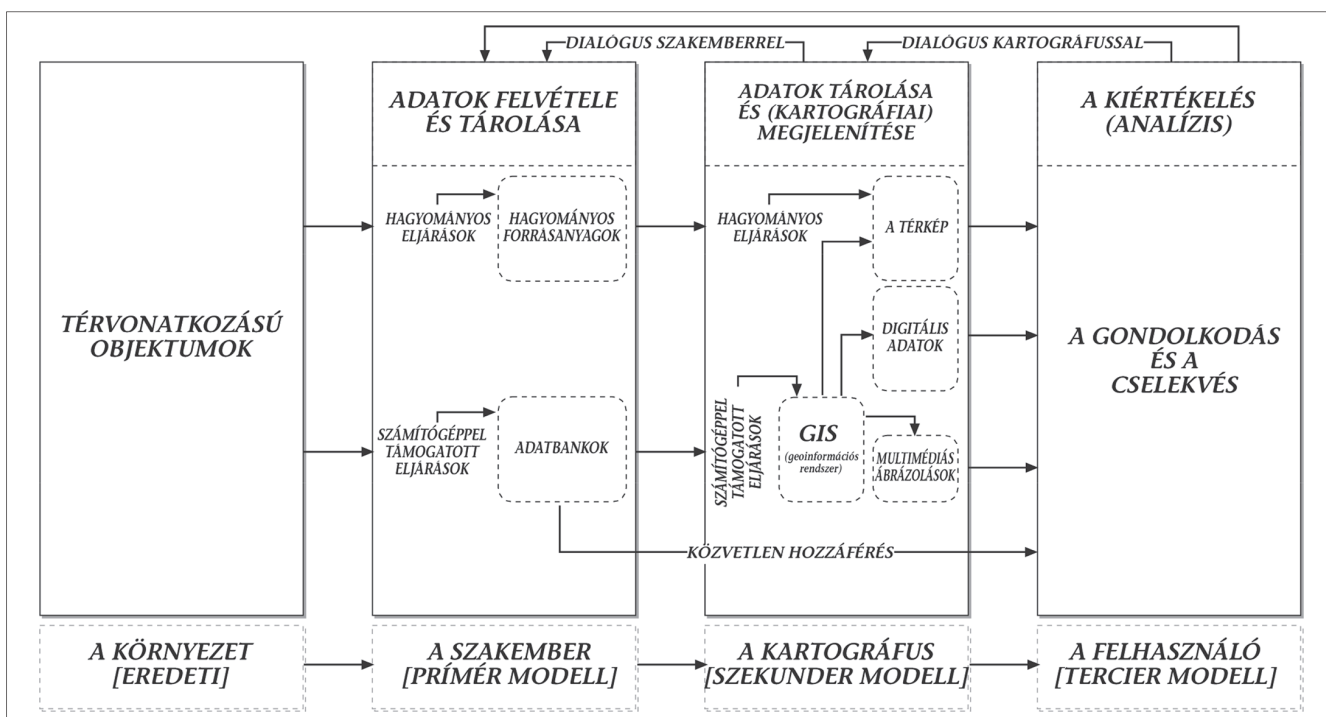 DIALÓGUS SZAKEMBERREL
DIALÓGUS KARTOGRÁFUSSAL
TÉRVONATKOZÁSÚ
OBJEKTUMOK
ADATOK FELVÉTELE
ÉS TÁROLÁSA
HAGYOMÁNYOS
ELJÁRÁSOK
HAGYOMÁNYOS
FORRÁSANYAGOK
SZÁMÍTÓGÉPPEL
TÁMOGATOTT
ELJÁRÁSOK
ADATBANKOK
ADATOK TÁROLÁSA
ÉS (KARTOGRÁFIAI)
MEGJELENÍTÉSE
HAGYOMÁNYOS
ELJÁRÁSOK
A TÉRKÉP
DIGITÁLIS
ADATOK
SZÁMÍTÓGÉPPEL
TÁMOGATOTT
ELJÁRÁSOK
GIS
(geoinformációs
rendszer)
MULTIMÉDIÁS
ÁBRÁZOLÁSOK
KÖZVETLEN HOZZÁFÉRÉS
A KIÉRTÉKELÉS
(ANALÍZIS)
A GONDOLKODÁS
ÉS A
CSELEKVÉS
A KÖRNYEZET
[EREDETI]
A SZAKEMBER
[PRÍMÉR MODELL]
A KARTOGRÁFUS
[SZEKUNDER MODELL]
A FELHASZNÁLÓ
[TERCIER MODELL]